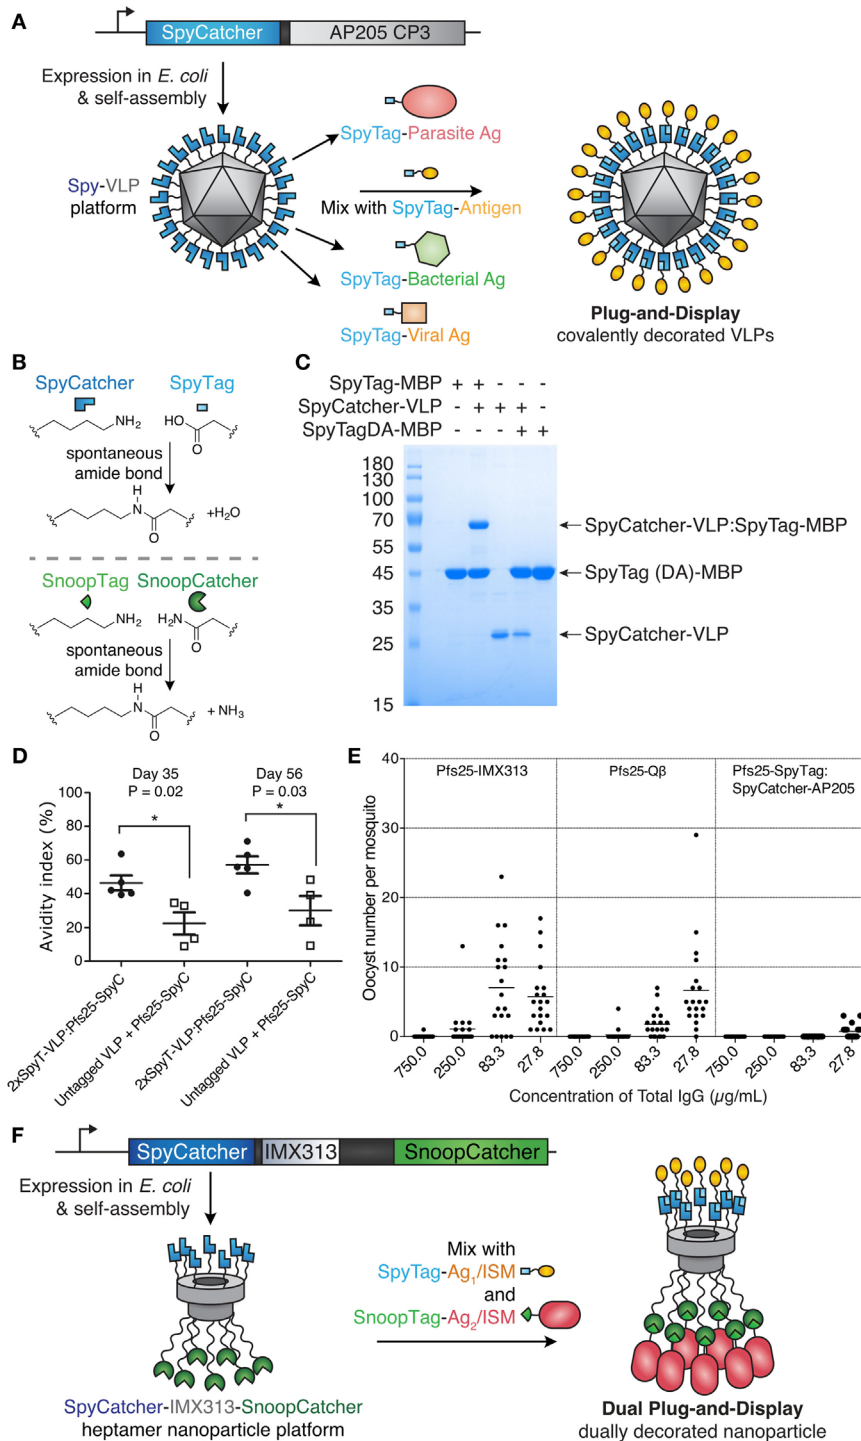 A
SpyCatcher
AP205 CP3
Expression in E. coli
& self-assembly
Spy-VLP
platform
SpyTag-Parasite Ag
Mix with SpyTag-Antigen
SpyTag-Bacterial Ag
SpyTag-Viral Ag
Plug-and-Display
covalently decorated VLPs
B
SpyCatcher SpyTag
NH2 HO O
spontaneous
amide bond
H
N
O
+H2O
SnoopTag SnoopCatcher
NH2 H2N O
spontaneous
amide bond
H
N
O
+ NH3
C
SpyTag-MBP + + - - -
SpyCatcher-VLP - + + + -
SpyTagDA-MBP - - - + +
180
130
100
70
55
45
35
25
15
SpyCatcher-VLP:SpyTag-MBP
SpyTag (DA)-MBP
SpyCatcher-VLP
D
Day 35
P = 0.02
Day 56
P = 0.03
* *
Avidity index (%)
100
80
60
40
20
0
2xSpyT-VLP:Pfs25-SpyC
Untagged VLP + Pfs25-SpyC
2xSpyT-VLP:Pfs25-SpyC
Untagged VLP + Pfs25-SpyC
E
Oocyst number per mosquito
40
30
20
10
0
Pfs25-IMX313
Pfs25-Qβ
Pfs25-SpyTag:
SpyCatcher-AP205
750.0 250.0 83.3 27.8 750.0 250.0 83.3 27.8 750.0 250.0 83.3 27.8
Concentration of Total IgG (µg/mL)
F
SpyCatcher
IMX313
SnoopCatcher
Expression in E. coli
& self-assembly
SpyCatcher-IMX313-SnoopCatcher
heptamer nanoparticle platform
Mix with
SpyTag-Ag1/ISM
and
SnoopTag-Ag2/ISM
Dual Plug-and-Display
dually decorated nanoparticle